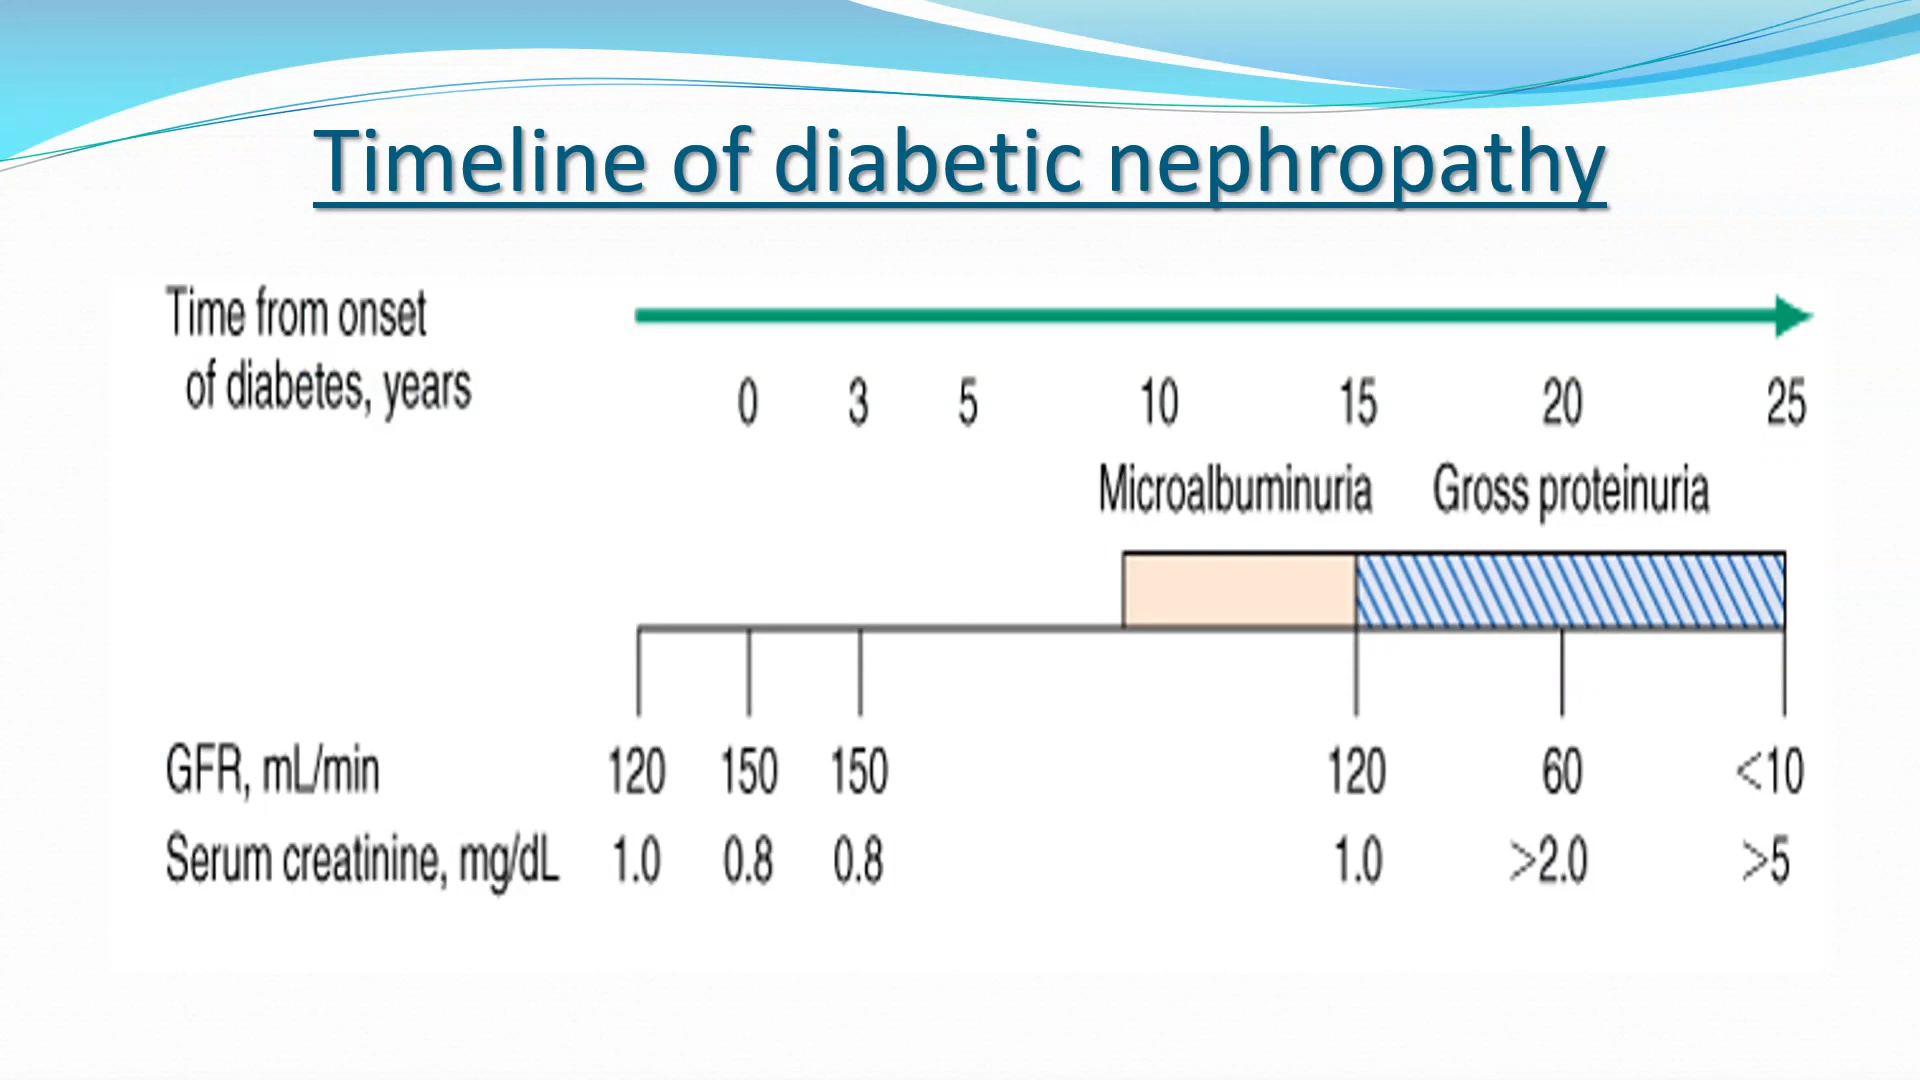 Timeline of diabetic nephropathy
Time from onset
of diabetes, years
0 3 5 10 15 20 25
Microalbuminuria Gross proteinuria
GFR, mL/min 120 150 150 120 60 <10
Serum creatinine, mg/dL 1.0 0.8 0.8 1.0 >2.0 >5